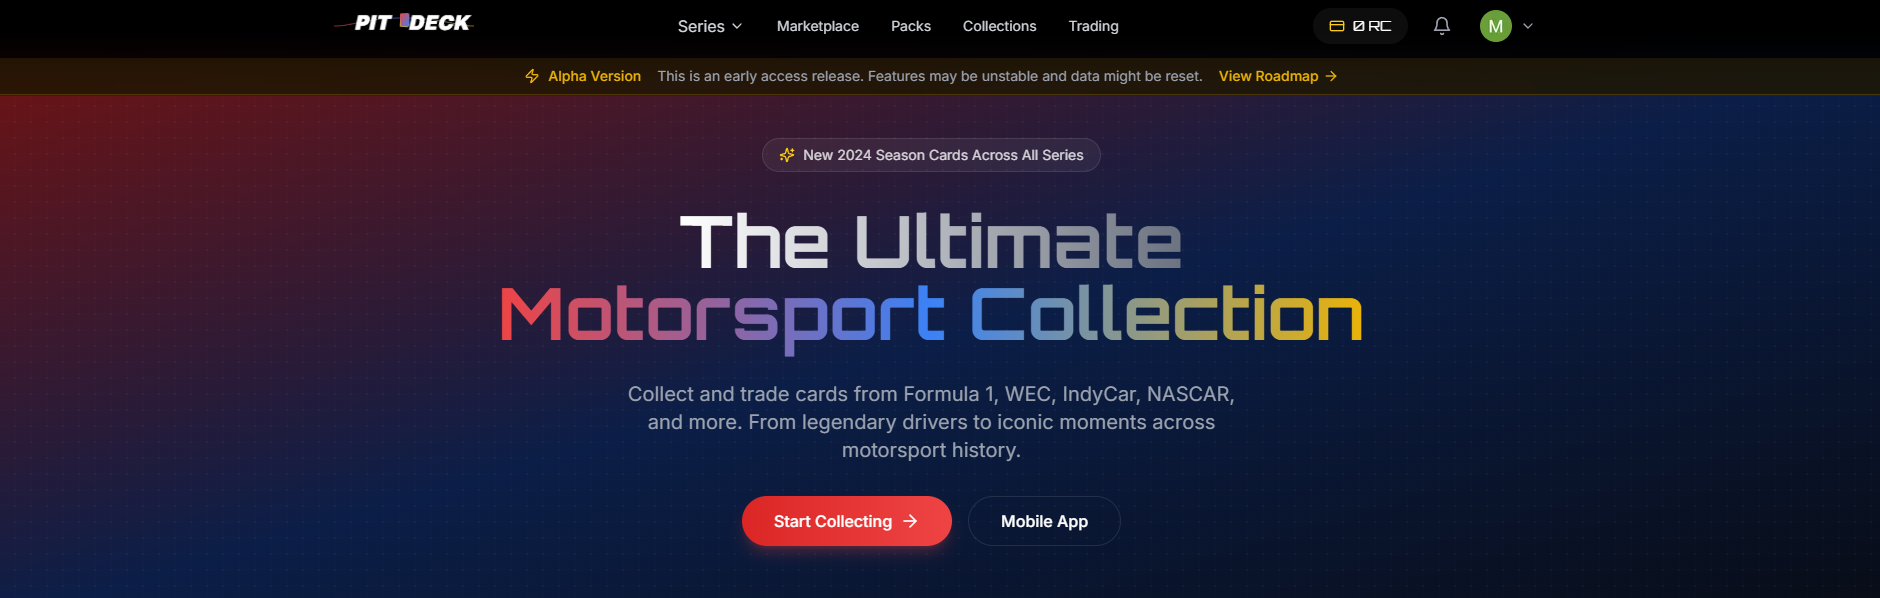 PIT DECK
Series
Marketplace
Packs
Collections
Trading
0 RC
M
Alpha Version This is an early access release. Features may be unstable and data might be reset. View Roadmap →
New 2024 Season Cards Across All Series
The Ultimate
Motorsport Collection
Collect and trade cards from Formula 1, WEC, IndyCar, NASCAR,
and more. From legendary drivers to iconic moments across
motorsport history.
Start Collecting →
Mobile App